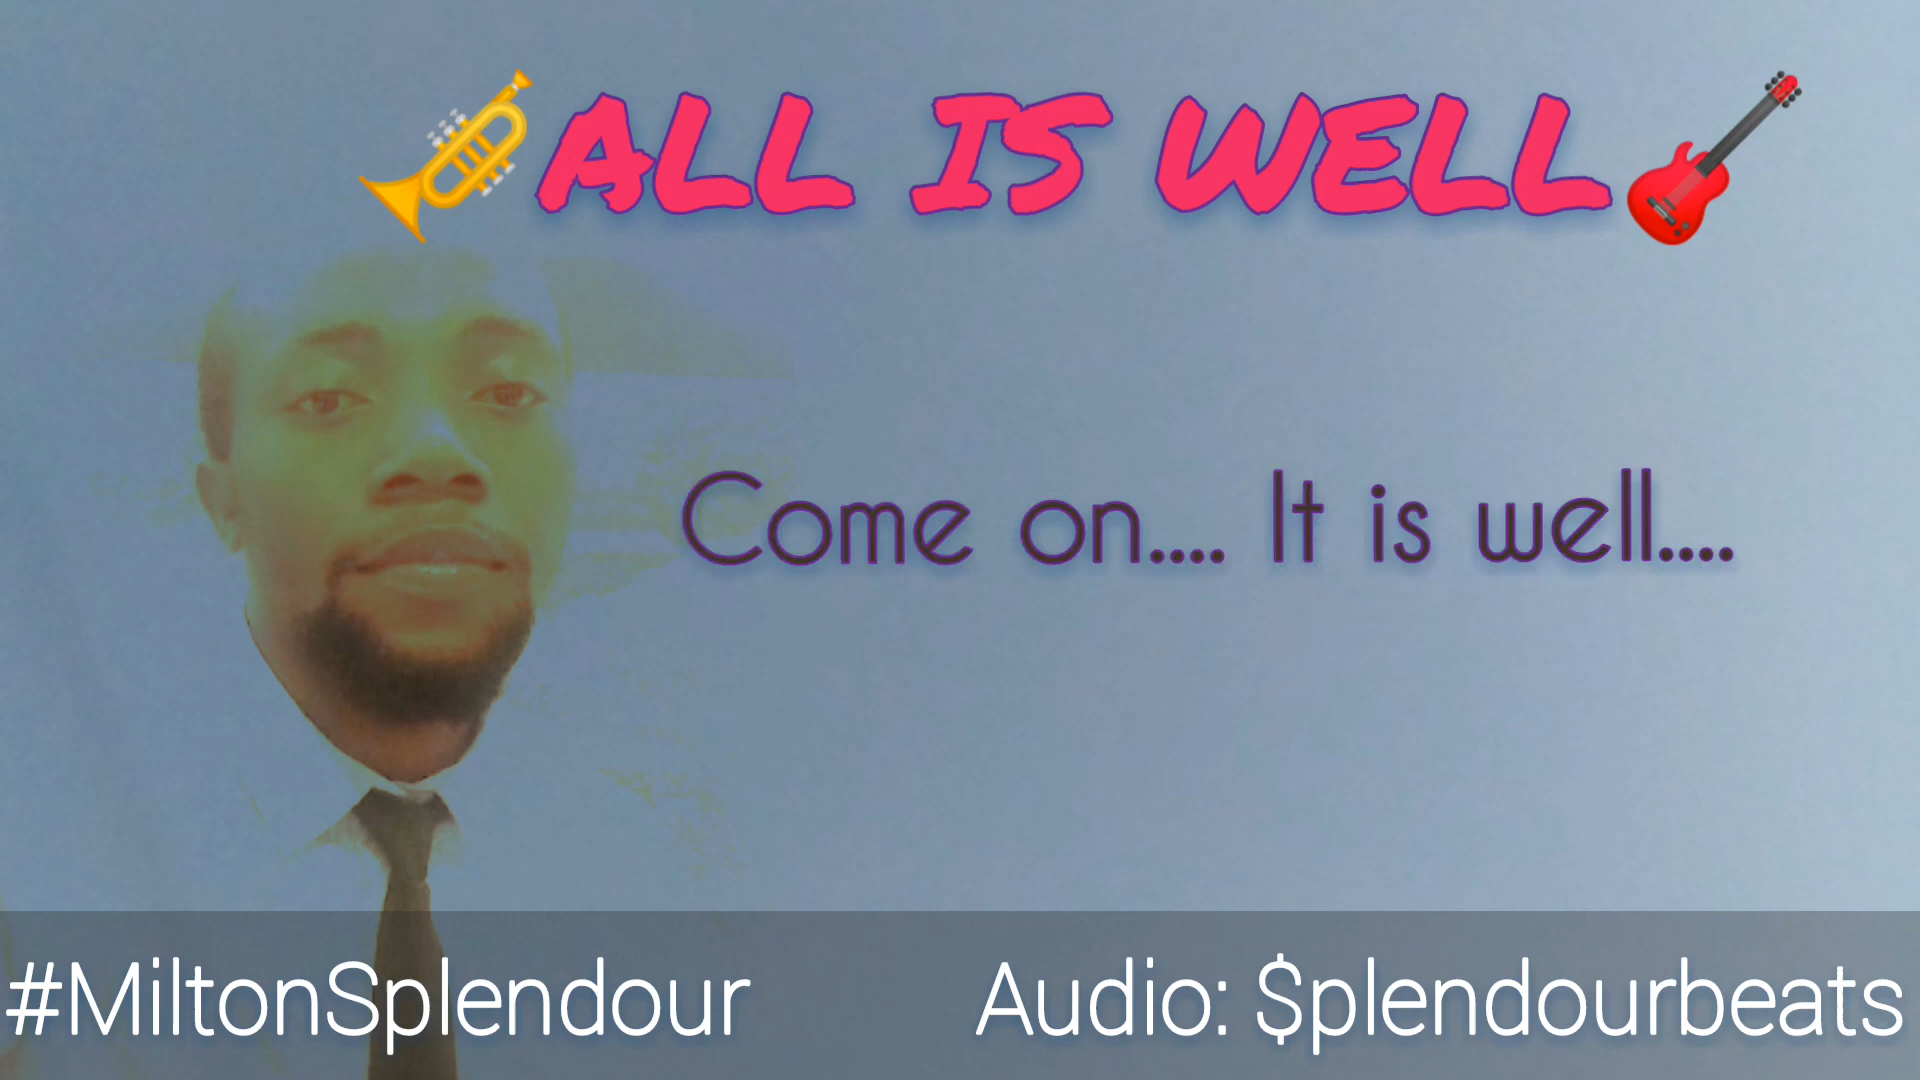 🎺ALL IS WELL🎸
Come on.... It is well....
#MiltonSplendour
Audio: $plendourbeats